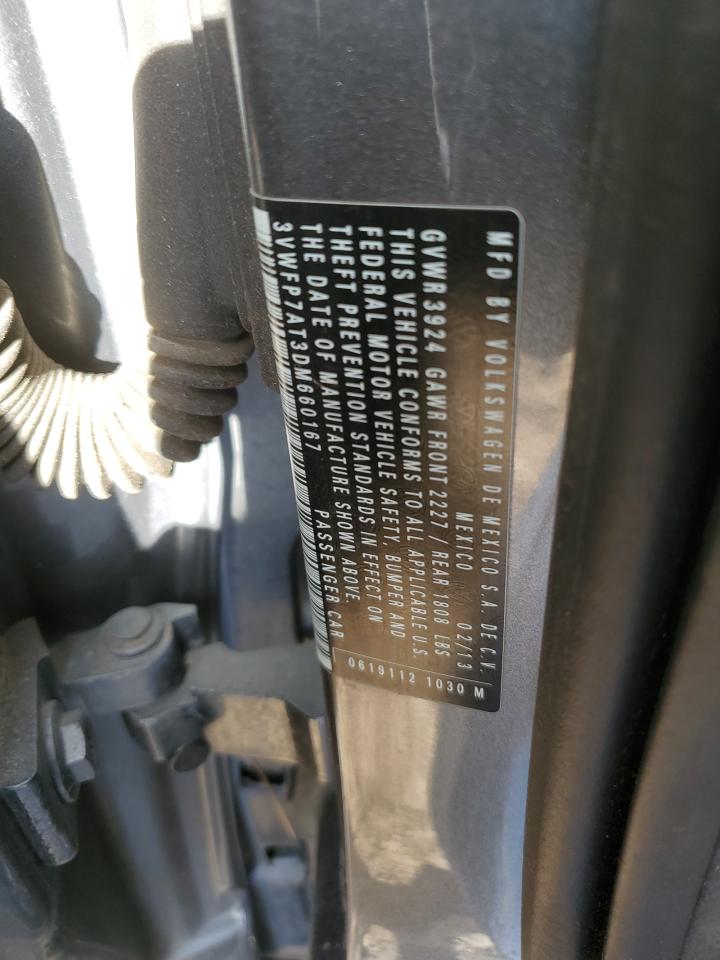 MFD BY VOLKSWAGEN DE MEXICO S.A. DE C.V.
MEXICO 02/13
GVWR 3924 GAWR FRONT 2227 / REAR 1808 LBS
THIS VEHICLE CONFORMS TO ALL APPLICABLE U.S.
FEDERAL MOTOR VEHICLE SAFETY, BUMPER AND
THEFT PREVENTION STANDARDS IN EFFECT ON
THE DATE OF MANUFACTURE SHOWN ABOVE.
3VWFP7AT3DM660167 PASSENGER CAR
0619112 1030 M